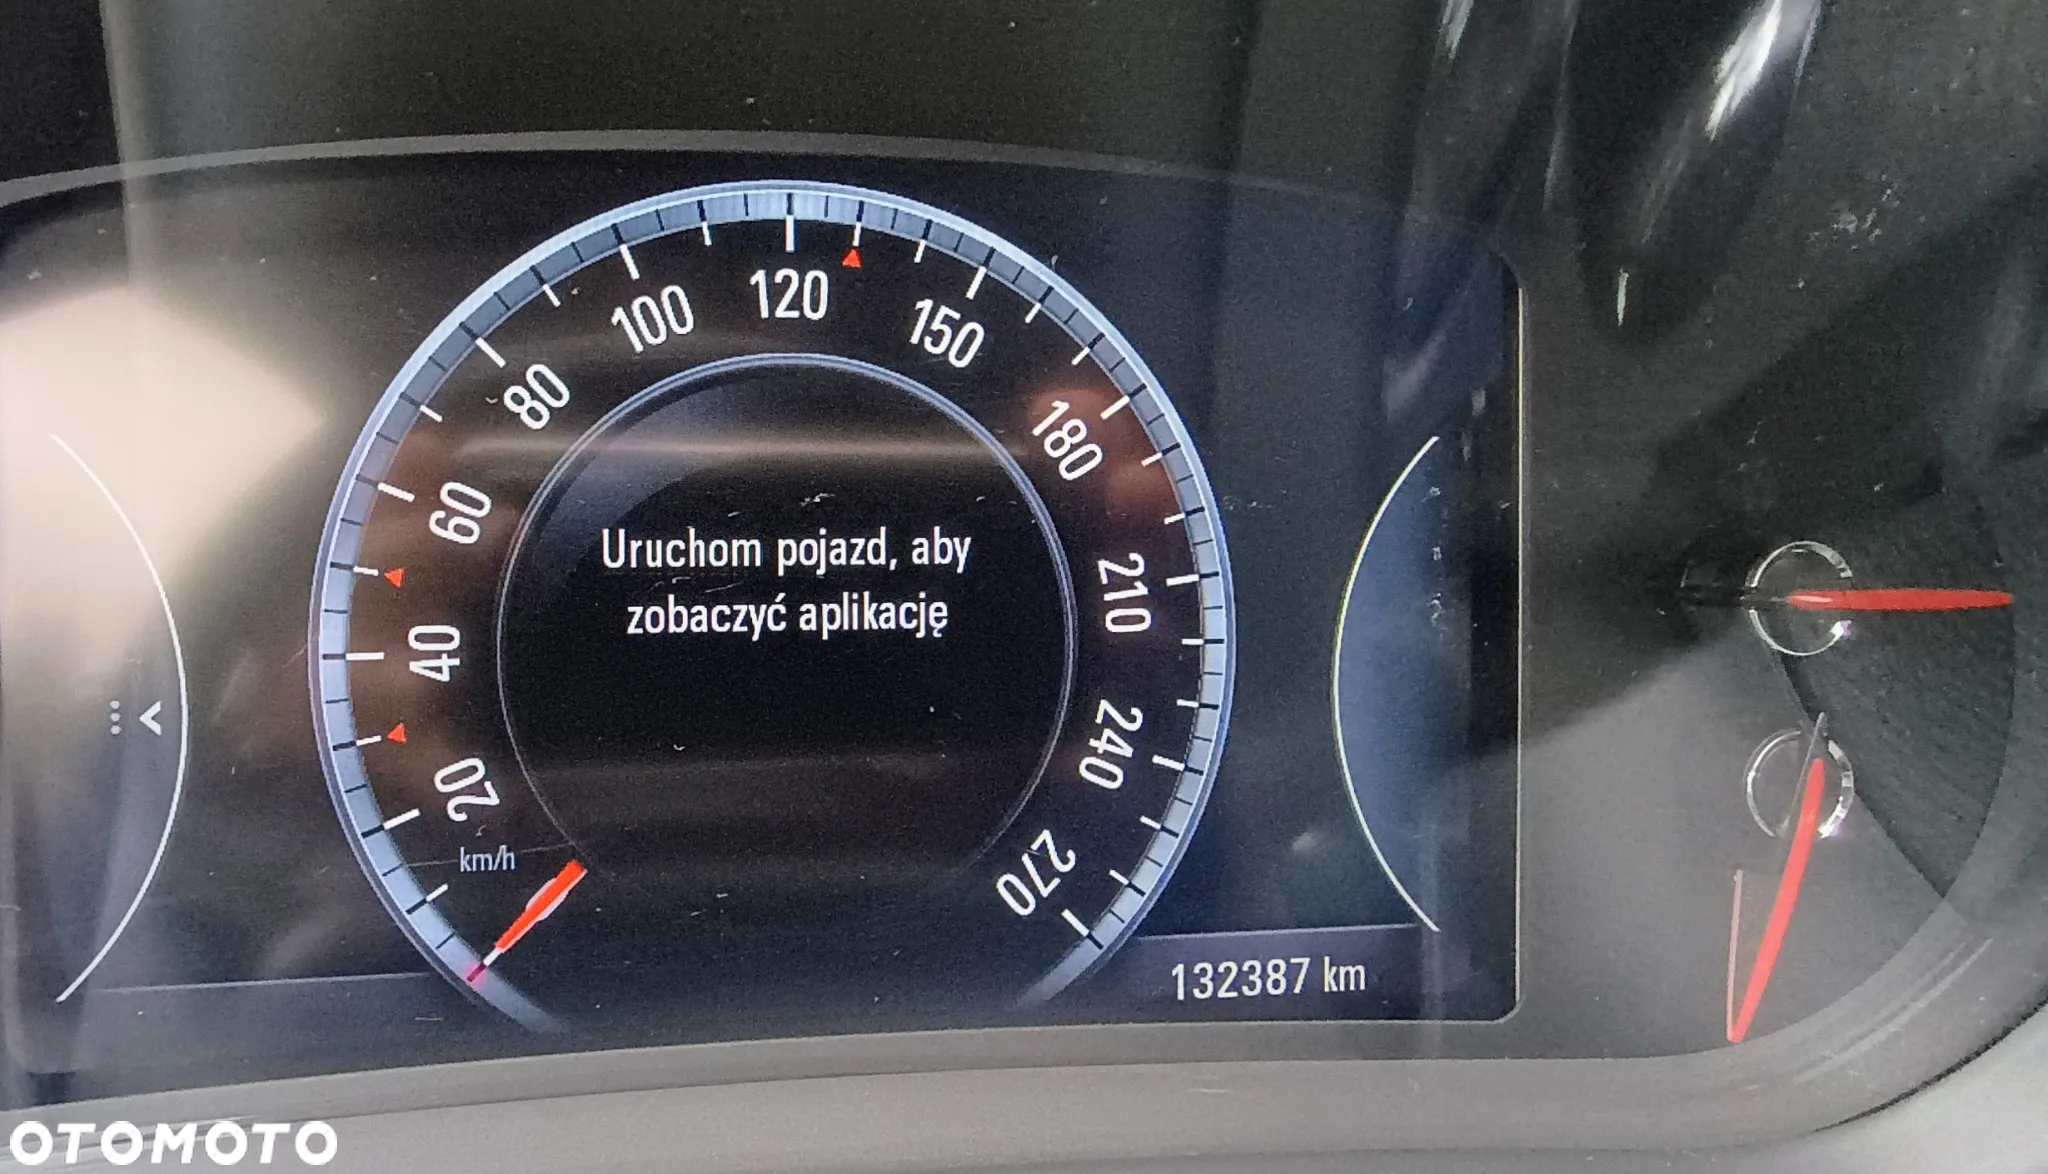 120
100
150
80
180
60
210
40
240
20
270
km/h
Uruchom pojazd, aby
zobaczyć aplikację
132387 km
OTOMOTO